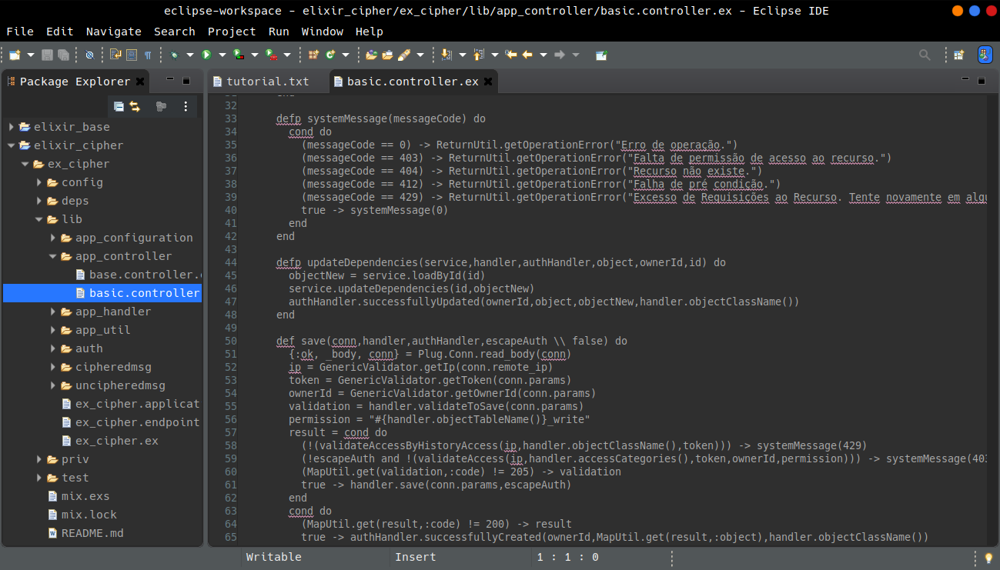 eclipse-workspace - elixir_cipher/ex_cipher/lib/app_controller/basic.controller.ex - Eclipse IDE
File Edit Navigate Search Project Run Window Help
Package Explorer
tutorial.txt
basic.controller.ex
elixir_base
elixir_cipher
ex_cipher
config
deps
lib
app_configuration
app_controller
base.controller.
basic.controller
app_handler
app_util
auth
cipheredmsg
uncipheredmsg
ex_cipher.applicat
ex_cipher.endpoint
ex_cipher.ex
priv
test
mix.exs
mix.lock
README.md
31 end
32
33 defp systemMessage(messageCode) do
34 cond do
35 (messageCode == 0) -> ReturnUtil.getOperationError("Erro de operação.")
36 (messageCode == 403) -> ReturnUtil.getOperationError("Falta de permissão de acesso ao recurso.")
37 (messageCode == 404) -> ReturnUtil.getOperationError("Recurso não existe.")
38 (messageCode == 412) -> ReturnUtil.getOperationError("Falha de pré condição.")
39 (messageCode == 429) -> ReturnUtil.getOperationError("Excesso de Requisições ao Recurso. Tente novamente em algu
40 true -> systemMessage(0)
41 end
42 end
43
44 defp updateDependencies(service,handler,authHandler,object,ownerId,id) do
45 objectNew = service.loadById(id)
46 service.updateDependencies(id,objectNew)
47 authHandler.successfullyUpdated(ownerId,object,objectNew,handler.objectClassName())
48 end
49
50 def save(conn,handler,authHandler,escapeAuth \\ false) do
51 {:ok, _body, conn} = Plug.Conn.read_body(conn)
52 ip = GenericValidator.getIp(conn.remote_ip)
53 token = GenericValidator.getToken(conn.params)
54 ownerId = GenericValidator.getOwnerId(conn.params)
55 validation = handler.validateToSave(conn.params)
56 permission = "#{handler.objectTableName()}_write"
57 result = cond do
58 (!(validateAccessByHistoryAccess(ip,handler.objectClassName(),token))) -> systemMessage(429)
59 (!escapeAuth and !(validateAccess(ip,handler.accessCategories(),token,ownerId,permission))) -> systemMessage(403
60 (MapUtil.get(validation,:code) != 205) -> validation
61 true -> handler.save(conn.params,escapeAuth)
62 end
63 cond do
64 (MapUtil.get(result,:code) != 200) -> result
65 true -> authHandler.successfullyCreated(ownerId,MapUtil.get(result,:object),handler.objectClassName())
Writable Insert 1 : 1 : 0